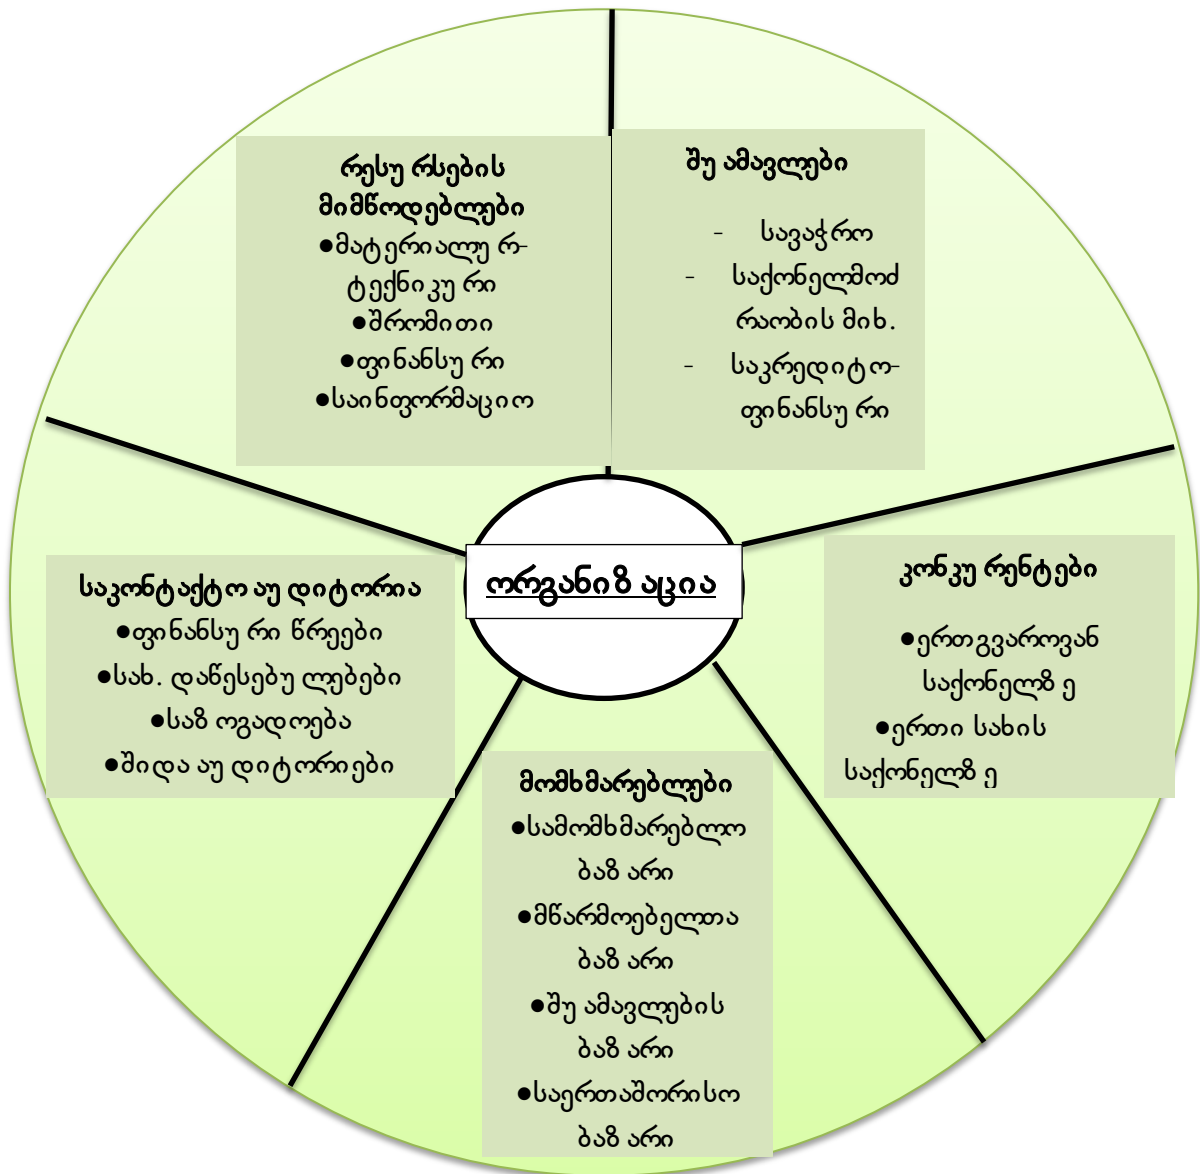 რესურსების
მიმწოდებლები
●მატერიალურ-
ტექნიკური
●შრომითი
●ფინანსური
●საინფორმაციო
შუამავლები
- სავაჭრო
- საქონელმოძ
რაობის მიხ.
- საკრედიტო-
ფინანსური
ორგანიზაცია
საკონტაქტო აუდიტორია
●ფინანსური წრეები
●სახ. დაწესებულებები
●საზოგადოება
●შიდა აუდიტორიები
კონკურენტები
●ერთგვაროვან
საქონელზე
●ერთი სახის
საქონელზე
მომხმარებლები
●სამომხმარებლო
ბაზარი
●მწარმოებელთა
ბაზარი
●შუამავლების
ბაზარი
●საერთაშორისო
ბაზარი